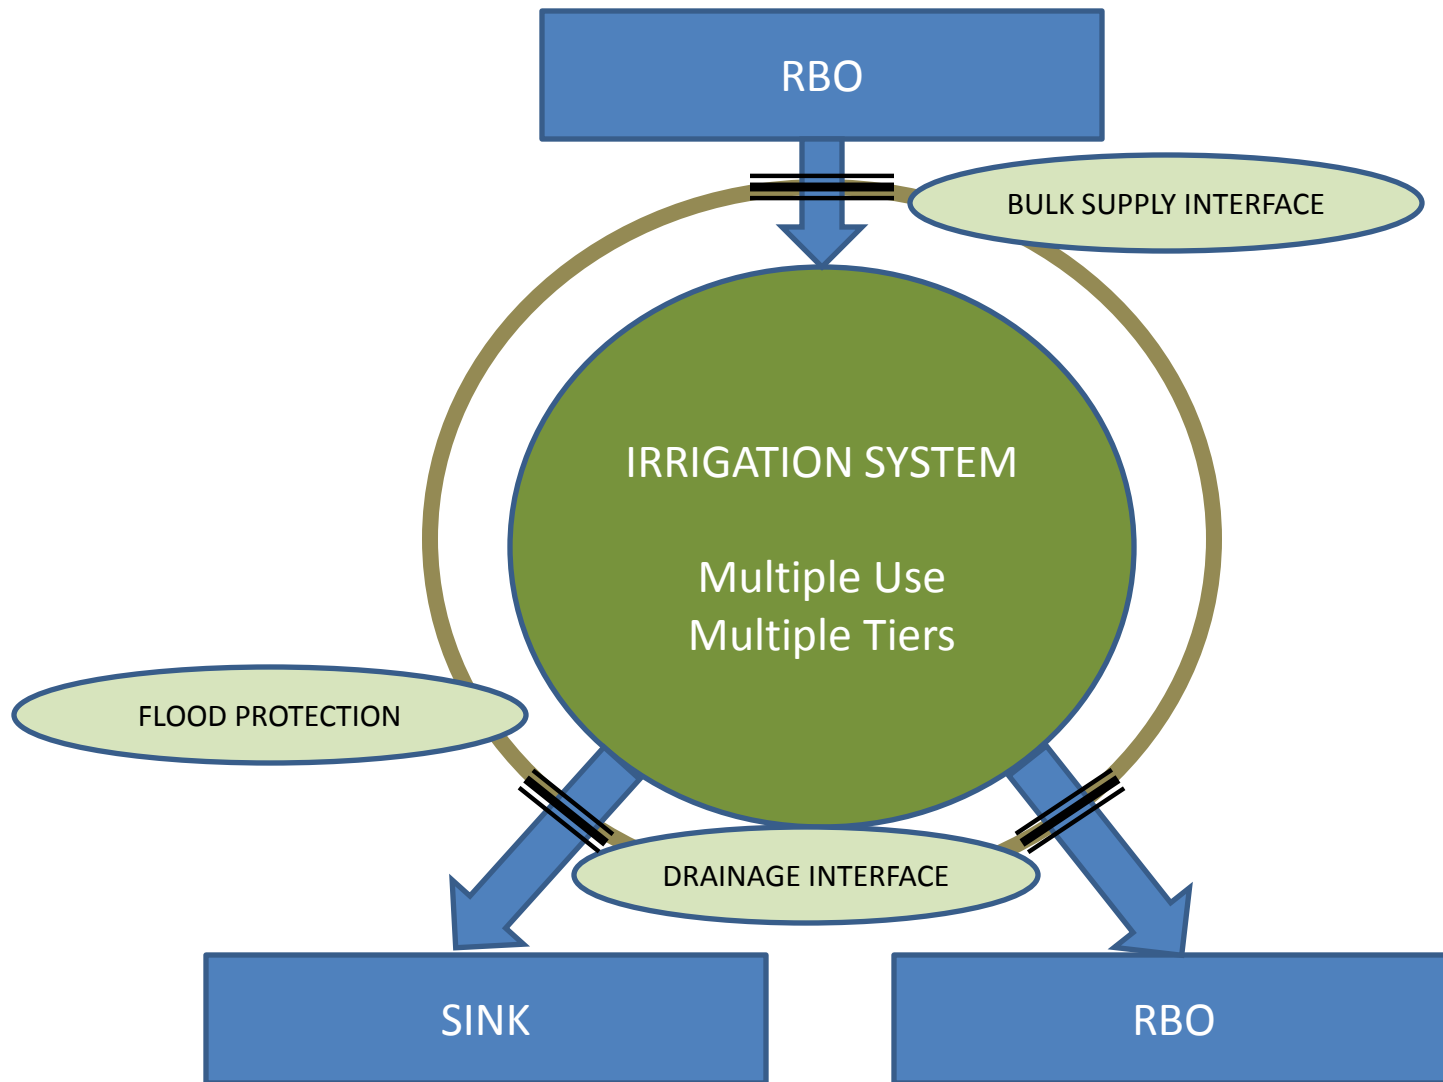 RBO
BULK SUPPLY INTERFACE
IRRIGATION SYSTEM
Multiple Use
Multiple Tiers
FLOOD PROTECTION
DRAINAGE INTERFACE
SINK
RBO